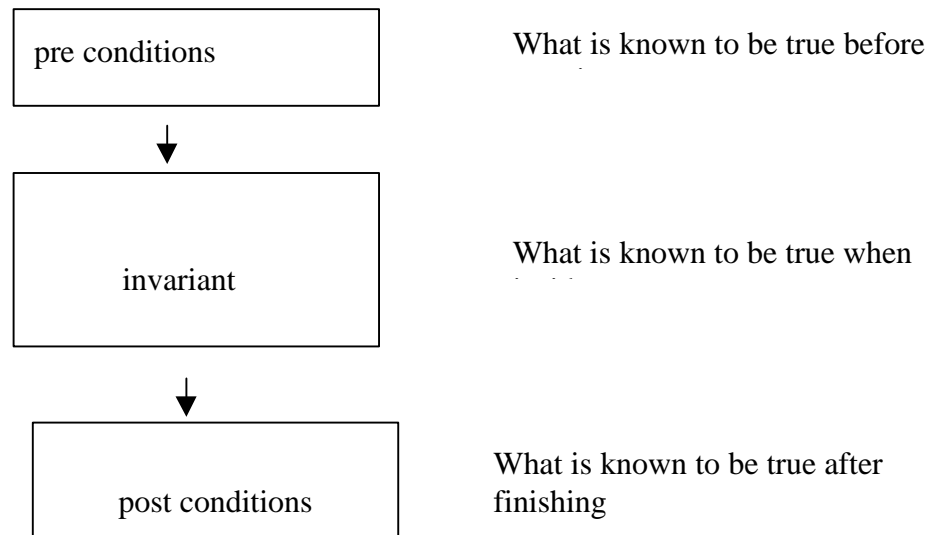 pre conditions
What is known to be true before
invariant
What is known to be true when
post conditions
What is known to be true after
finishing